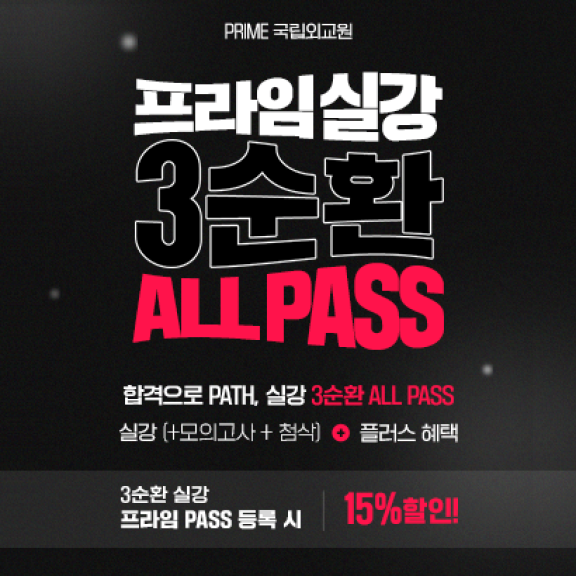 PRIME 국립외교원
프라임 실강
3순환
ALL PASS
합격으로 PATH, 실강 3순환 ALL PASS
실강 (+모의고사 + 첨삭) + 플러스 혜택
3순환 실강
프라임 PASS 등록 시
15%할인!